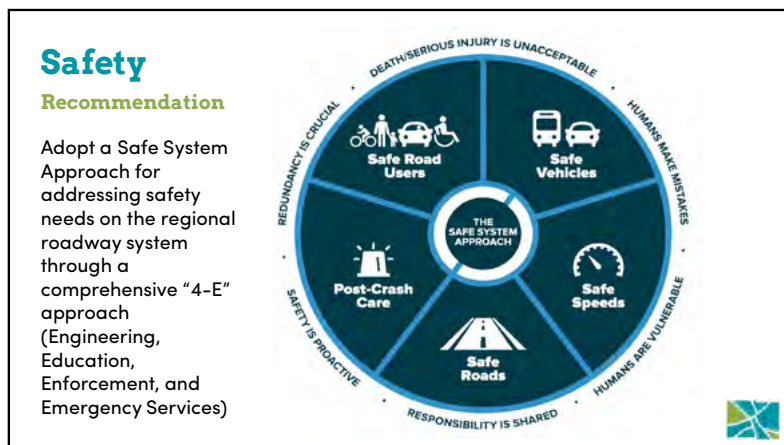 Safety
Recommendation
Adopt a Safe System
Approach for
addressing safety
needs on the regional
roadway system
through a
comprehensive “4-E”
approach
(Engineering,
Education,
Enforcement, and
Emergency Services)
DEATH/SERIOUS INJURY IS UNACCEPTABLE
HUMANS MAKE MISTAKES
HUMANS ARE VULNERABLE
RESPONSIBILITY IS SHARED
SAFETY IS PROACTIVE
REDUNDANCY IS CRUCIAL
Safe Road
Users
Safe
Vehicles
THE
SAFE SYSTEM
APPROACH
Post-Crash
Care
Safe
Speeds
Safe
Roads